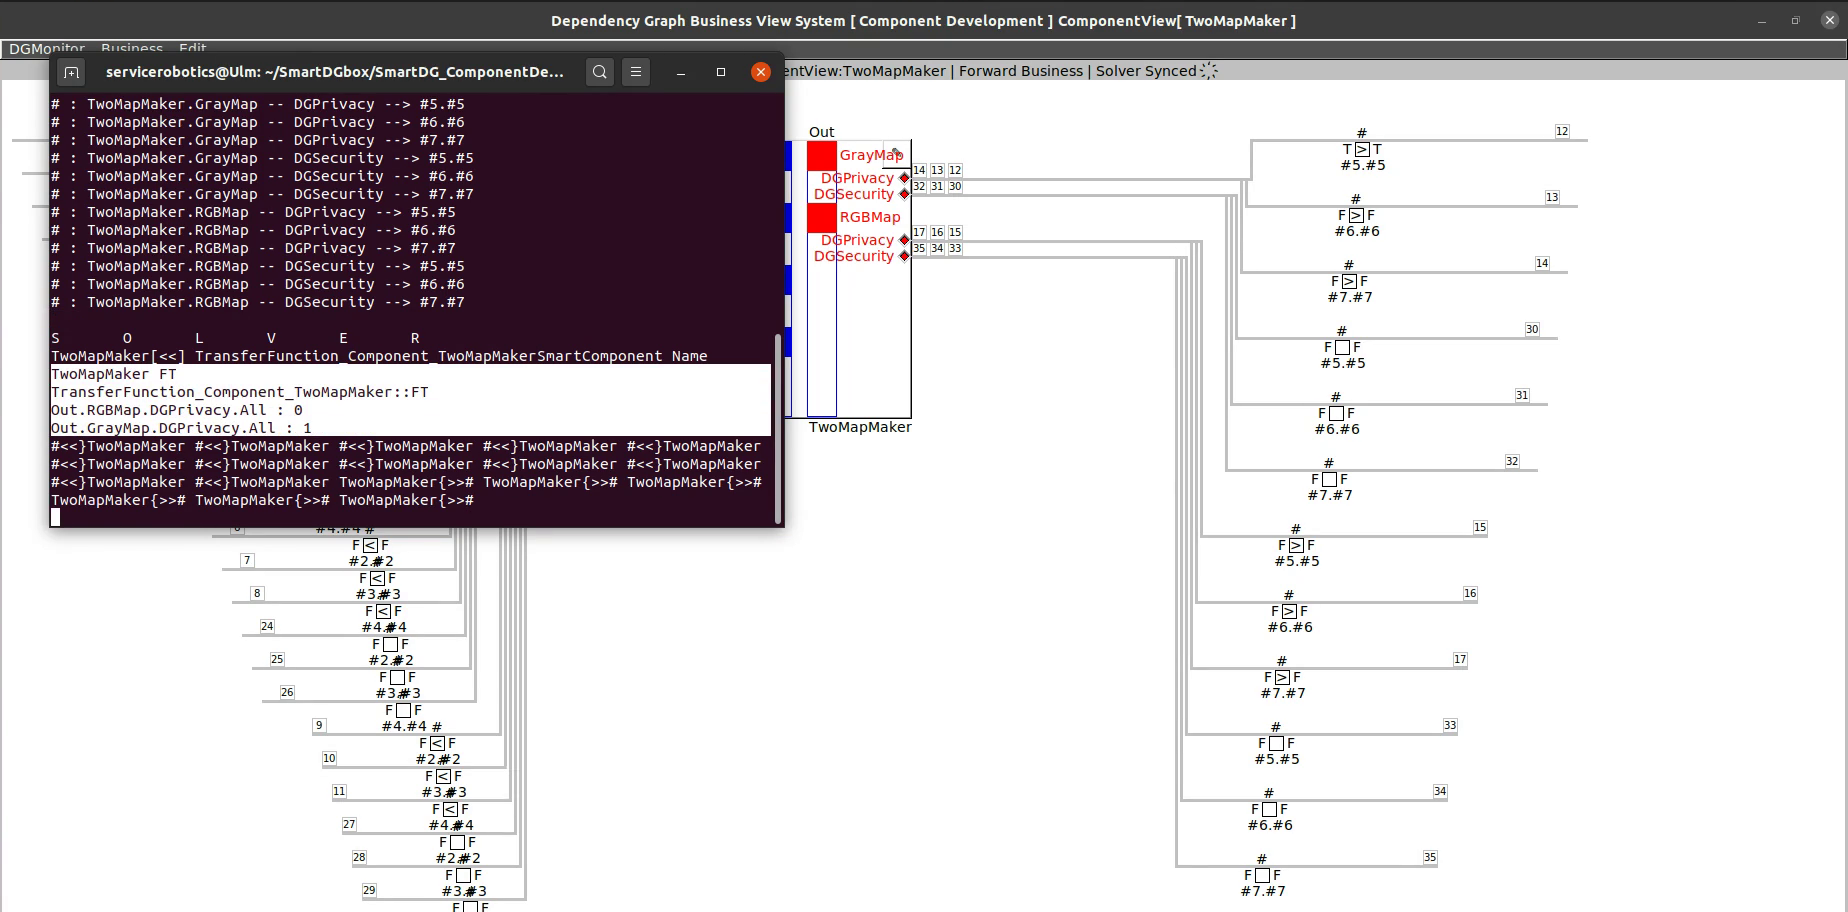 Dependency Graph Business View System [ Component Development ] ComponentView[ TwoMapMaker ]
DGMonitor Business Edit
servicerobotics@Ulm: ~/SmartDGbox/SmartDG_ComponentDe...
entView:TwoMapMaker | Forward Business | Solver Synced
# : TwoMapMaker.GrayMap -- DGPrivacy --> #5.#5
# : TwoMapMaker.GrayMap -- DGPrivacy --> #6.#6
# : TwoMapMaker.GrayMap -- DGPrivacy --> #7.#7
# : TwoMapMaker.GrayMap -- DGSecurity --> #5.#5
# : TwoMapMaker.GrayMap -- DGSecurity --> #6.#6
# : TwoMapMaker.GrayMap -- DGSecurity --> #7.#7
# : TwoMapMaker.RGBMap -- DGPrivacy --> #5.#5
# : TwoMapMaker.RGBMap -- DGPrivacy --> #6.#6
# : TwoMapMaker.RGBMap -- DGPrivacy --> #7.#7
# : TwoMapMaker.RGBMap -- DGSecurity --> #5.#5
# : TwoMapMaker.RGBMap -- DGSecurity --> #6.#6
# : TwoMapMaker.RGBMap -- DGSecurity --> #7.#7
S O L V E R
TwoMapMaker[<<] TransferFunction_Component_TwoMapMakerSmartComponent Name
TwoMapMaker FT
TransferFunction_Component_TwoMapMaker::FT
Out.RGBMap.DGPrivacy.All : 0
Out.GrayMap.DGPrivacy.All : 1
#<<}TwoMapMaker #<<}TwoMapMaker #<<}TwoMapMaker #<<}TwoMapMaker #<<}TwoMapMaker
#<<}TwoMapMaker #<<}TwoMapMaker #<<}TwoMapMaker #<<}TwoMapMaker #<<}TwoMapMaker
#<<}TwoMapMaker #<<}TwoMapMaker TwoMapMaker{>># TwoMapMaker{>># TwoMapMaker{>>#
TwoMapMaker{>># TwoMapMaker{>># TwoMapMaker{>>#
Out
GrayMap
DGPrivacy 14 13 12
DGSecurity 32 31 30
RGBMap
DGPrivacy 17 16 15
DGSecurity 35 34 33
TwoMapMaker
# 12
T > T
#5.#5
# 13
F > F
#6.#6
# 14
F > F
#7.#7
# 30
F F
#5.#5
# 31
F F
#6.#6
# 32
F F
#7.#7
# 15
F > F
#5.#5
# 16
F > F
#6.#6
# 17
F > F
#7.#7
# 33
F F
#5.#5
# 34
F F
#6.#6
# 35
F F
#7.#7
#4.#4 #
F < F
7 #2.#2
F < F
8 #3.#3
F < F
24 #4.#4
F F
25 #2.#2
F F
26 #3.#3
F F
9 #4.#4 #
F < F
10 #2.#2
F < F
11 #3.#3
F < F
27 #4.#4
F F
28 #2.#2
F F
29 #3.#3
F F